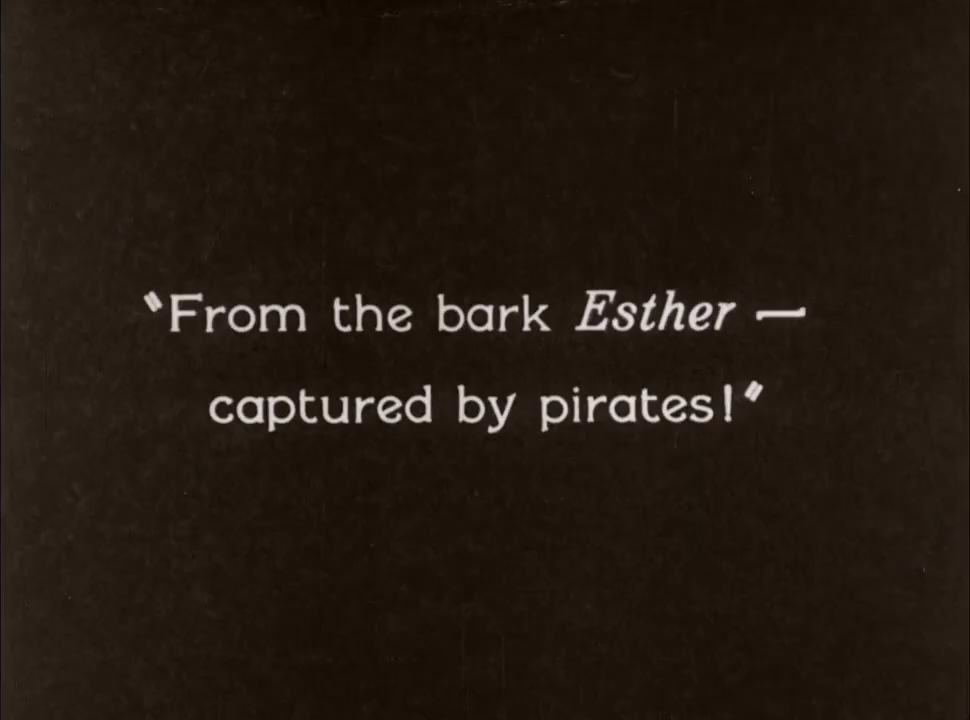 "From the bark Esther —
captured by pirates!"